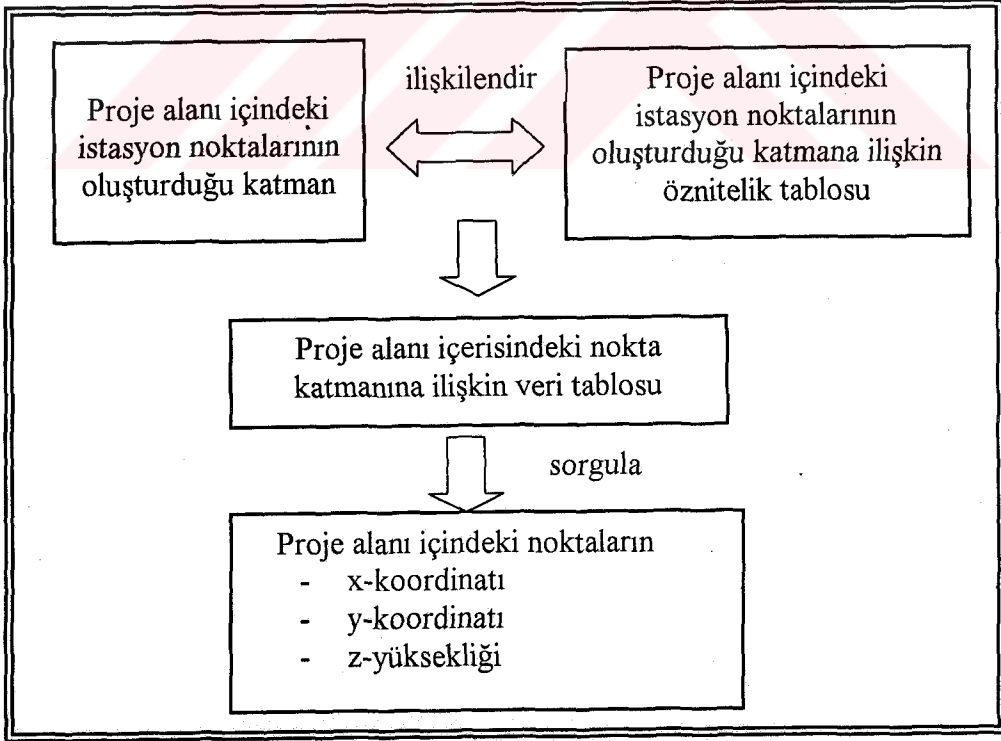 Proje alanı içindeki
istasyon noktalarının
oluşturduğu katman
ilişkilendir
Proje alanı içindeki
istasyon noktalarının
oluşturduğu katmana ilişkin
öznitelik tablosu
Proje alanı içerisindeki nokta
katmanına ilişkin veri tablosu
sorgula
Proje alanı içindeki noktaların
- x-koordinatı
- y-koordinatı
- z-yüksekliği